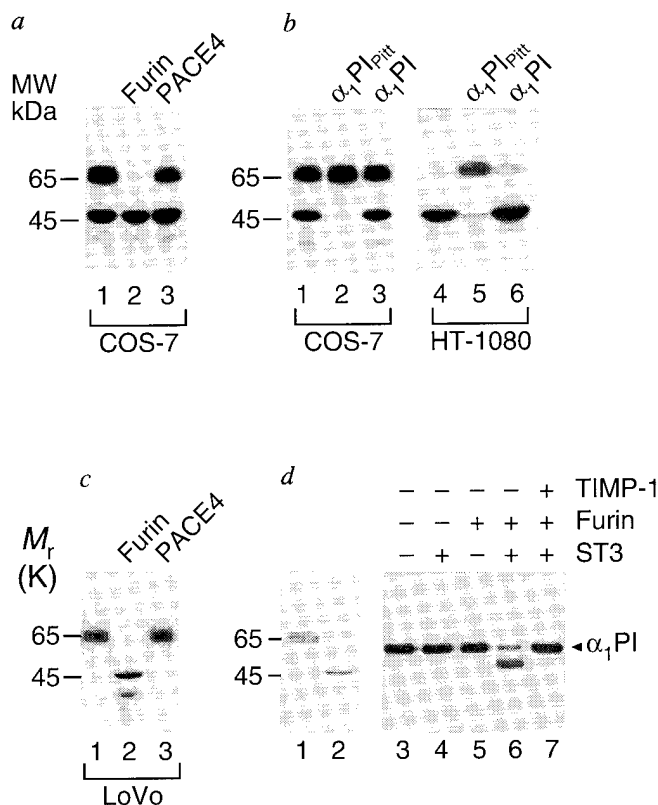 a
Furin
PACE4
MW
kDa
65
45
1 2 3
COS-7
b
α₁PIPitt
α₁PI
α₁PIPitt
α₁PI
65
45
1 2 3
COS-7
4 5 6
HT-1080
c
Furin
PACE4
Mr
(K)
65
45
1 2 3
LoVo
d
− − − − + TIMP-1
− − + + + Furin
− + − + + ST3
65
45
α₁PI
1 2 3 4 5 6 7